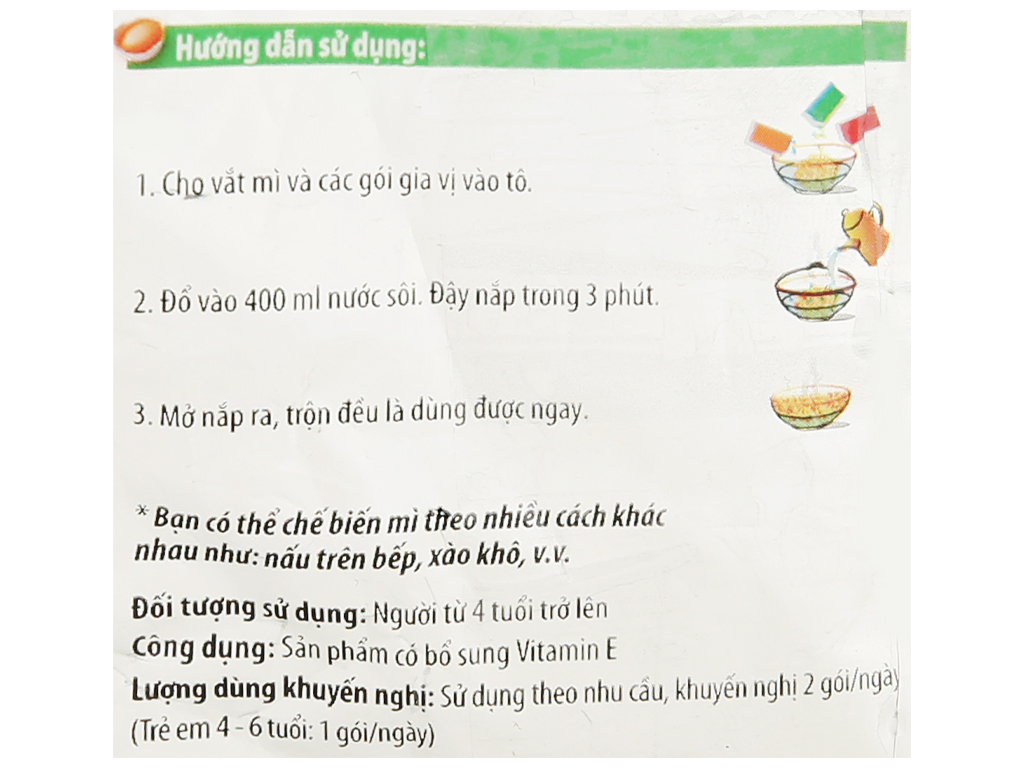 Hướng dẫn sử dụng:
1. Cho vắt mì và các gói gia vị vào tô.
2. Đổ vào 400 ml nước sôi. Đậy nắp trong 3 phút.
3. Mở nắp ra, trộn đều là dùng được ngay.
* Bạn có thể chế biến mì theo nhiều cách khác
nhau như: nấu trên bếp, xào khô, v.v.
Đối tượng sử dụng: Người từ 4 tuổi trở lên
Công dụng: Sản phẩm có bổ sung Vitamin E
Lượng dùng khuyến nghị: Sử dụng theo nhu cầu, khuyến nghị 2 gói/ngày
(Trẻ em 4 - 6 tuổi: 1 gói/ngày)